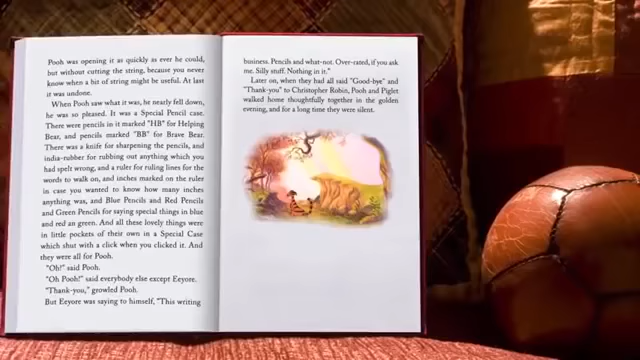 Pooh was opening it as quickly as ever he could,
but without cutting the string, because you never
know when a bit of string might be useful. At last
it was undone.
When Pooh saw what it was, he nearly fell down,
he was so pleased. It was a Special Pencil case.
There were pencils in it marked "HB" for Helping
Bear, and pencils marked "BB" for Brave Bear.
There was a knife for sharpening the pencils, and
india-rubber for rubbing out anything which you
had spelt wrong, and a ruler for ruling lines for the
words to walk on, and inches marked on the ruler
in case you wanted to know how many inches
anything was, and Blue Pencils and Red Pencils
and Green Pencils for saying special things in blue
and red an green. And all these lovely things were
in little pockets of their own in a Special Case
which shut with a click when you clicked it. And
they were all for Pooh.
"Oh!" said Pooh.
"Oh Pooh!" said everybody else except Eeyore.
"Thank-you," growled Pooh.
But Eeyore was saying to himself, "This writing
business. Pencils and what-not. Over-rated, if you ask
me. Silly stuff. Nothing in it."
Later on, when they had all said "Good-bye" and
"Thank-you" to Christopher Robin, Pooh and Piglet
walked home thoughtfully together in the golden
evening, and for a long time they were silent.